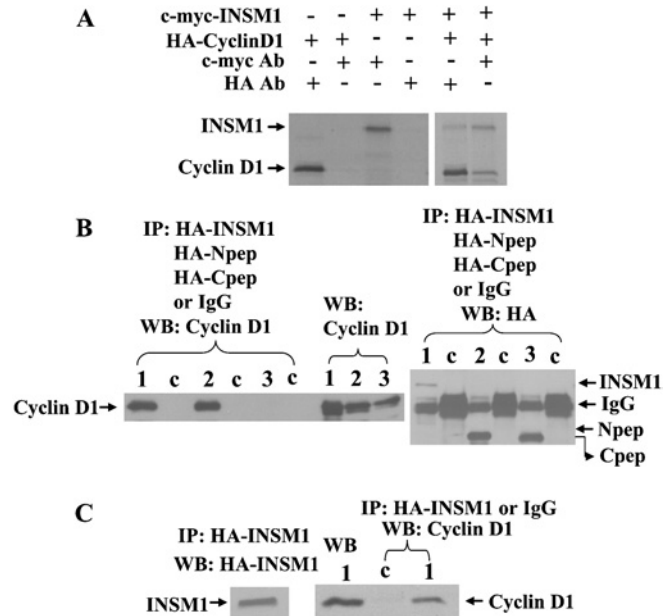 A
c-myc-INSM1 - - + + + +
HA-CyclinD1 + + - - + +
c-myc Ab - + + - - +
HA Ab + - - + + -
INSM1
Cyclin D1
B
IP: HA-INSM1
HA-Npep
HA-Cpep
or IgG
WB: Cyclin D1
1 c 2 c 3 c
Cyclin D1
WB:
Cyclin D1
1 2 3
IP: HA-INSM1
HA-Npep
HA-Cpep
or IgG
WB: HA
1 c 2 c 3 c
INSM1
IgG
Npep
Cpep
C
IP: HA-INSM1
WB: HA-INSM1
INSM1
WB
1
IP: HA-INSM1 or IgG
WB: Cyclin D1
c 1
Cyclin D1